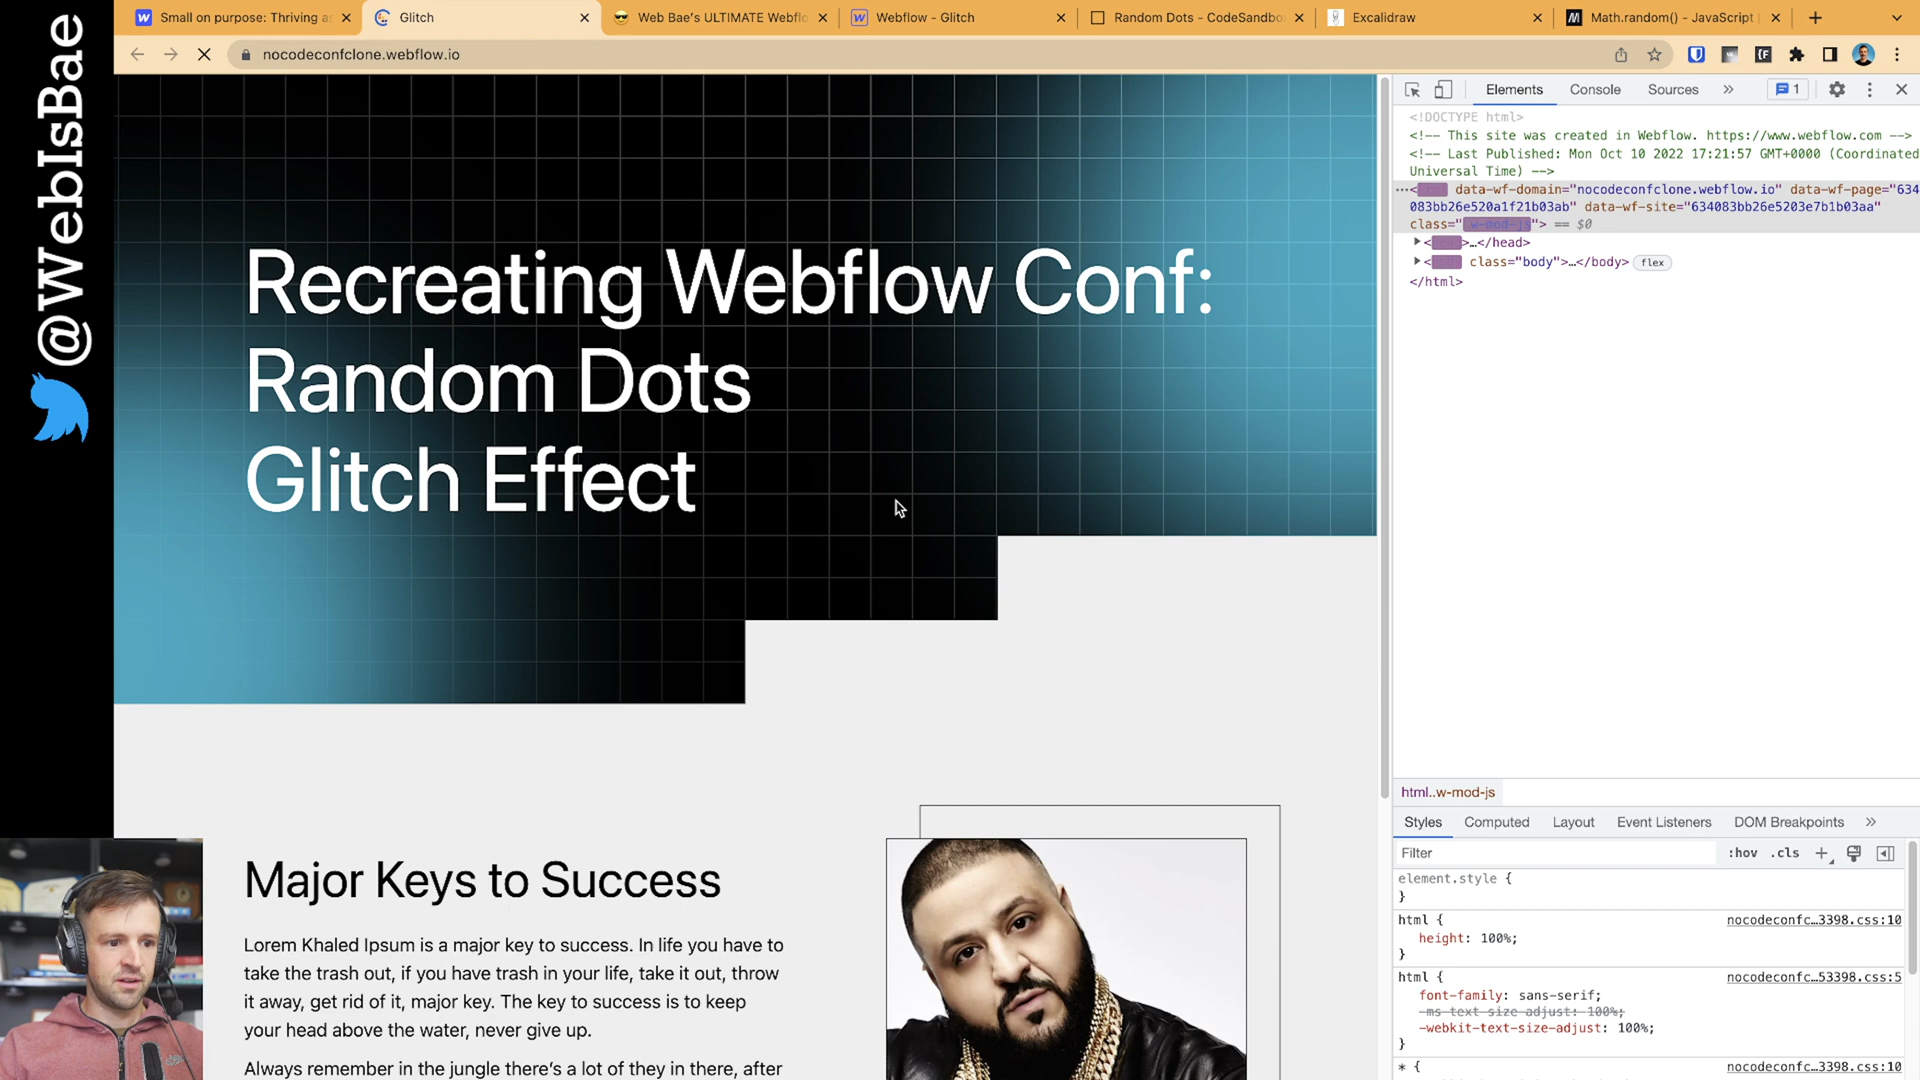 @WebIsBae
Small on purpose: Thriving as
Glitch
Web Bae's ULTIMATE Webflo
Webflow - Glitch
Random Dots - CodeSandbo
Excalidraw
Math.random() - JavaScript
nocodeconfclone.webflow.io
Recreating Webflow Conf:
Random Dots
Glitch Effect
Major Keys to Success
Lorem Khaled Ipsum is a major key to success. In life you have to
take the trash out, if you have trash in your life, take it out, throw
it away, get rid of it, major key. The key to success is to keep
your head above the water, never give up.
Always remember in the jungle there's a lot of they in there, after
Elements
Console
Sources
1
<!DOCTYPE html>
<!-- This site was created in Webflow. https://www.webflow.com -->
<!-- Last Published: Mon Oct 10 2022 17:21:57 GMT+0000 (Coordinated
Universal Time) -->
data-wf-domain="nocodeconfclone.webflow.io" data-wf-page="634
083bb26e520a1f21b03ab" data-wf-site="634083bb26e5203e7b1b03aa"
class="w-mod-js"> == $0
…</head>
class="body">…</body> flex
</html>
html..w-mod-js
Styles
Computed
Layout
Event Listeners
DOM Breakpoints
Filter
:hov .cls
element.style {
}
html { nocodeconfc…3398.css:10
height: 100%;
}
html { nocodeconfc…53398.css:5
font-family: sans-serif;
-ms-text-size-adjust: 100%;
-webkit-text-size-adjust: 100%;
}
* { nocodeconfc…3398.css:10